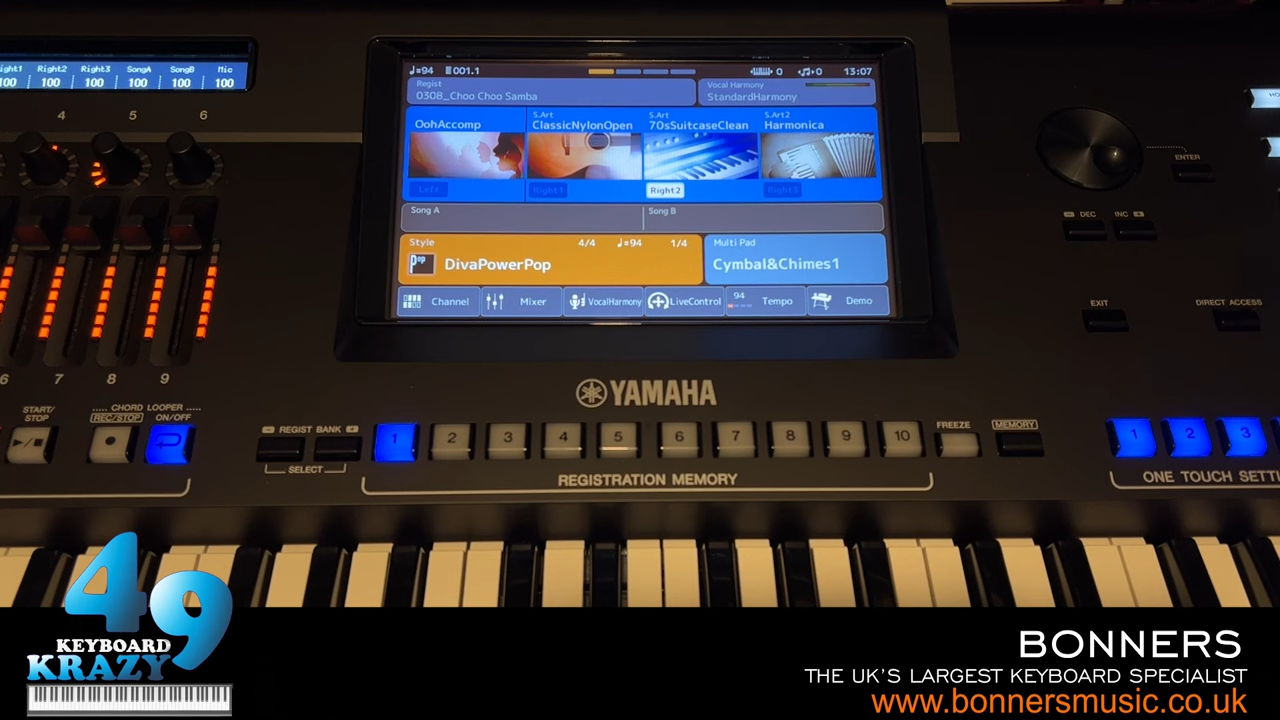 ight1 Right2 Right3 SongA SongB Mic
100 100 100 100 100 100
4 5 6
♩=94 001.1 0 0 13:07
Regist
0308_Choo Choo Samba
Vocal Harmony
StandardHarmony
OohAccomp
S.Art
ClassicNylonOpen
S.Art
70sSuitcaseClean
S.Art2
Harmonica
Left Right1 Right2 Right3
Song A Song B
Style 4/4 ♩=94 1/4
Pop DivaPowerPop
Multi Pad
Cymbal&Chimes1
Channel Mixer VocalHarmony LiveControl 94 Tempo Demo
ENTER
DEC INC
EXIT DIRECT ACCESS
6 7 8 9
YAMAHA
START/
STOP
CHORD LOOPER
REC/STOP ON/OFF
- REGIST BANK +
SELECT
1 2 3 4 5 6 7 8 9 10
FREEZE MEMORY
REGISTRATION MEMORY
1 2 3
ONE TOUCH SETTI
49
KEYBOARD
KRAZY
BONNERS
THE UK'S LARGEST KEYBOARD SPECIALIST
www.bonnersmusic.co.uk